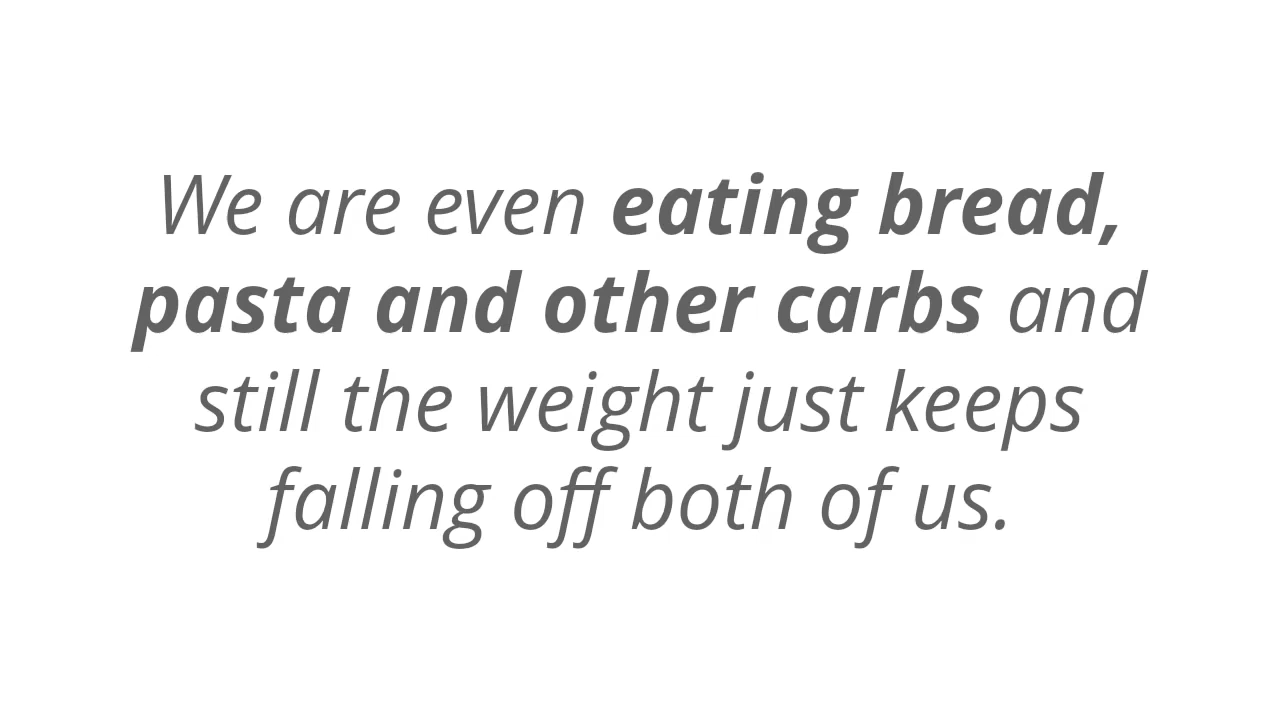 We are even eating bread,
pasta and other carbs and
still the weight just keeps
falling off both of us.